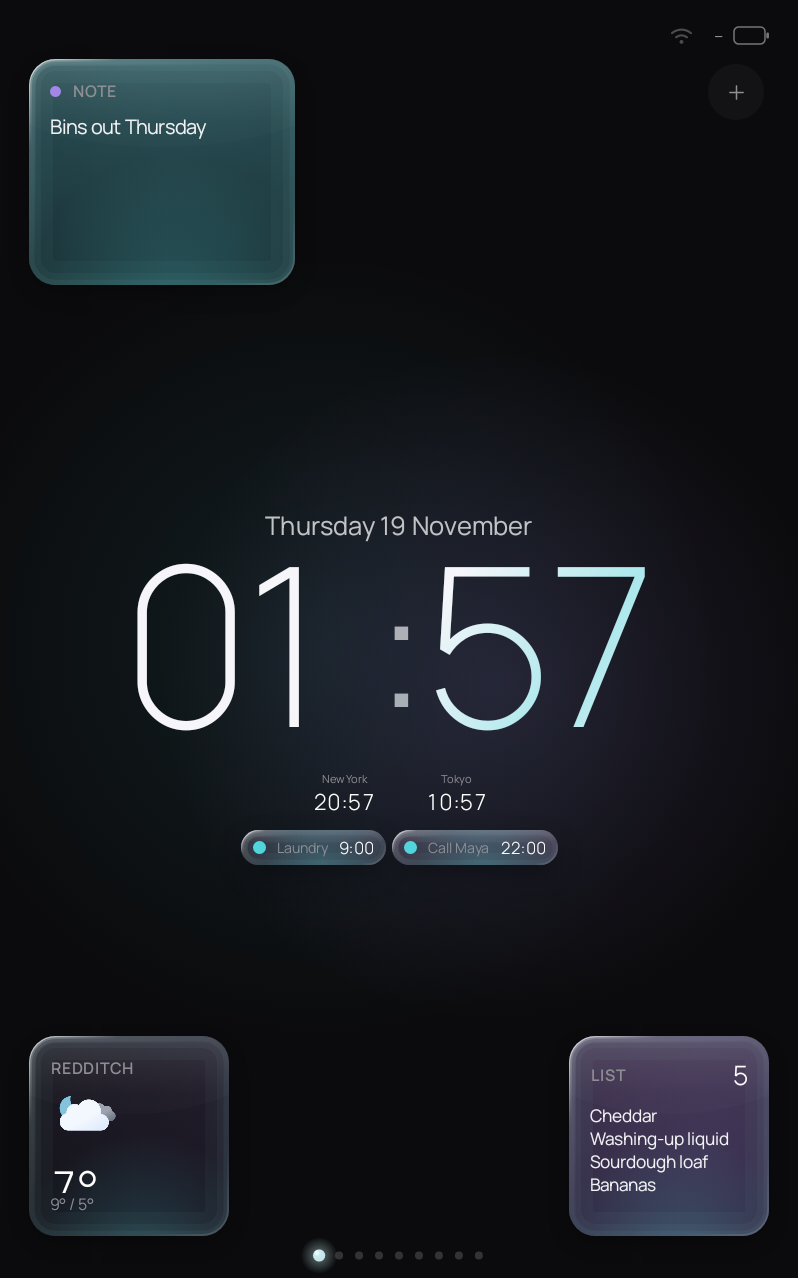 –
NOTE
Bins out Thursday
+
Thursday 19 November
01:57
New York
Tokyo
20:57
10:57
Laundry 9:00
Call Maya 22:00
REDDITCH
7°
9° / 5°
LIST 5
Cheddar
Washing-up liquid
Sourdough loaf
Bananas